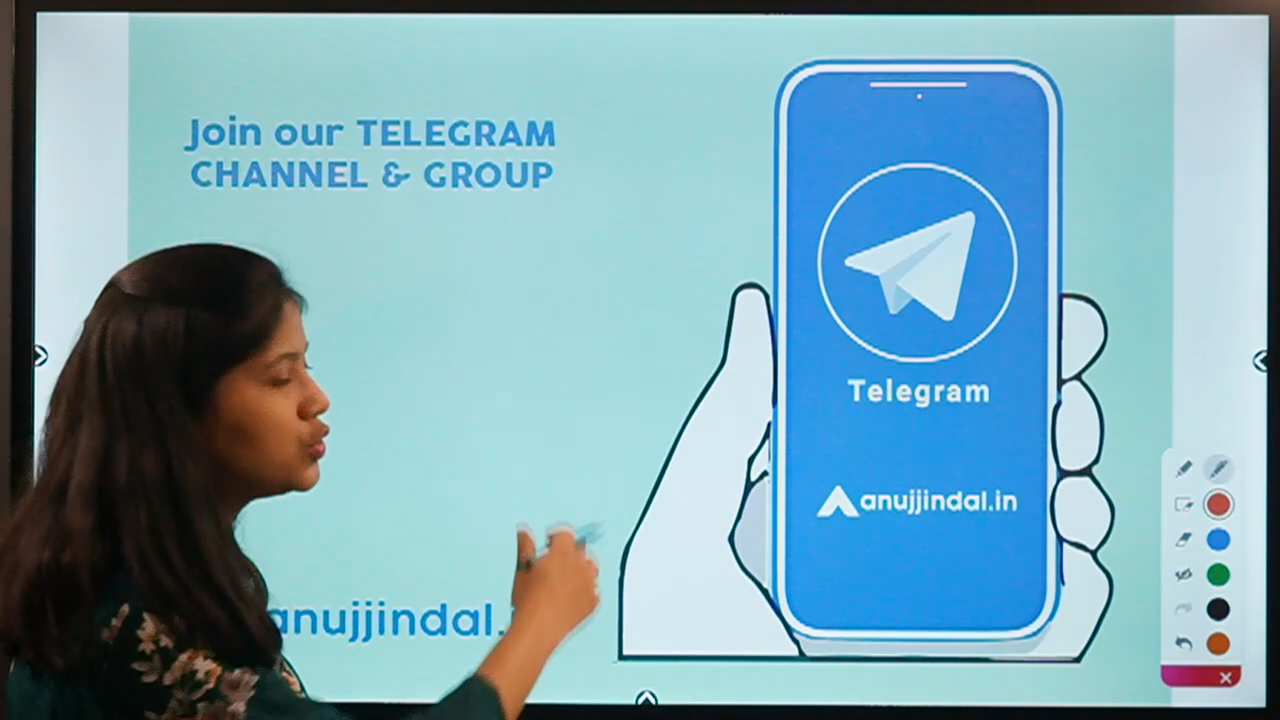 Join our TELEGRAM
CHANNEL & GROUP
Telegram
anujjindal.in
anujjindal.